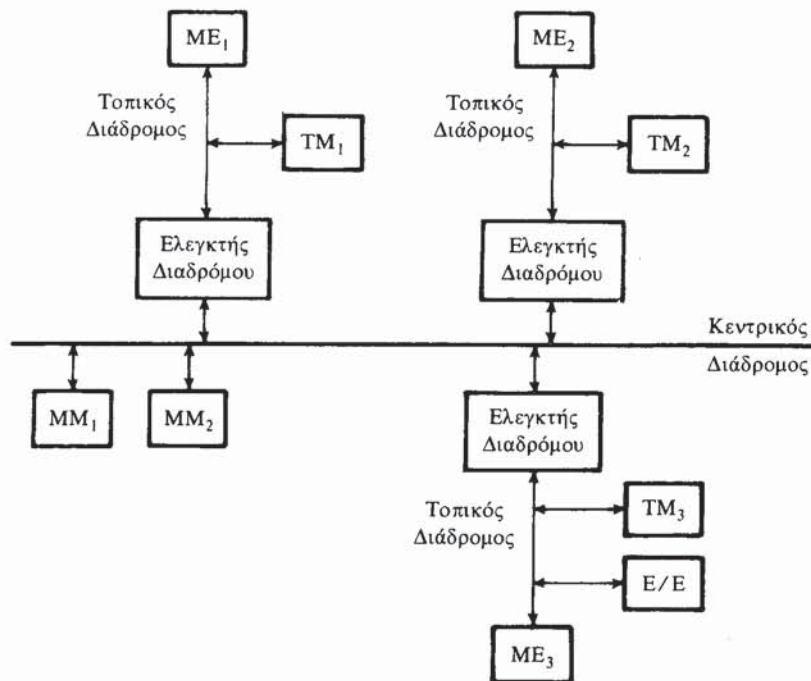 ME₁
ME₂
Τοπικός
Διάδρομος
TM₁
Τοπικός
Διάδρομος
TM₂
Ελεγκτής
Διαδρόμου
Ελεγκτής
Διαδρόμου
Κεντρικός
Διάδρομος
MM₁
MM₂
Ελεγκτής
Διαδρόμου
Τοπικός
Διάδρομος
TM₃
E/E
ME₃